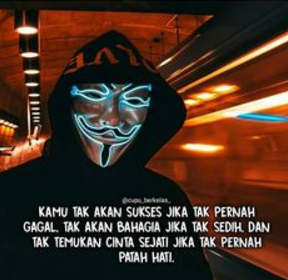 @cupu_berkelas_
KAMU TAK AKAN SUKSES JIKA TAK PERNAH
GAGAL. TAK AKAN BAHAGIA JIKA TAK SEDIH. DAN
TAK TEMUKAN CINTA SEJATI JIKA TAK PERNAH
PATAH HATI.